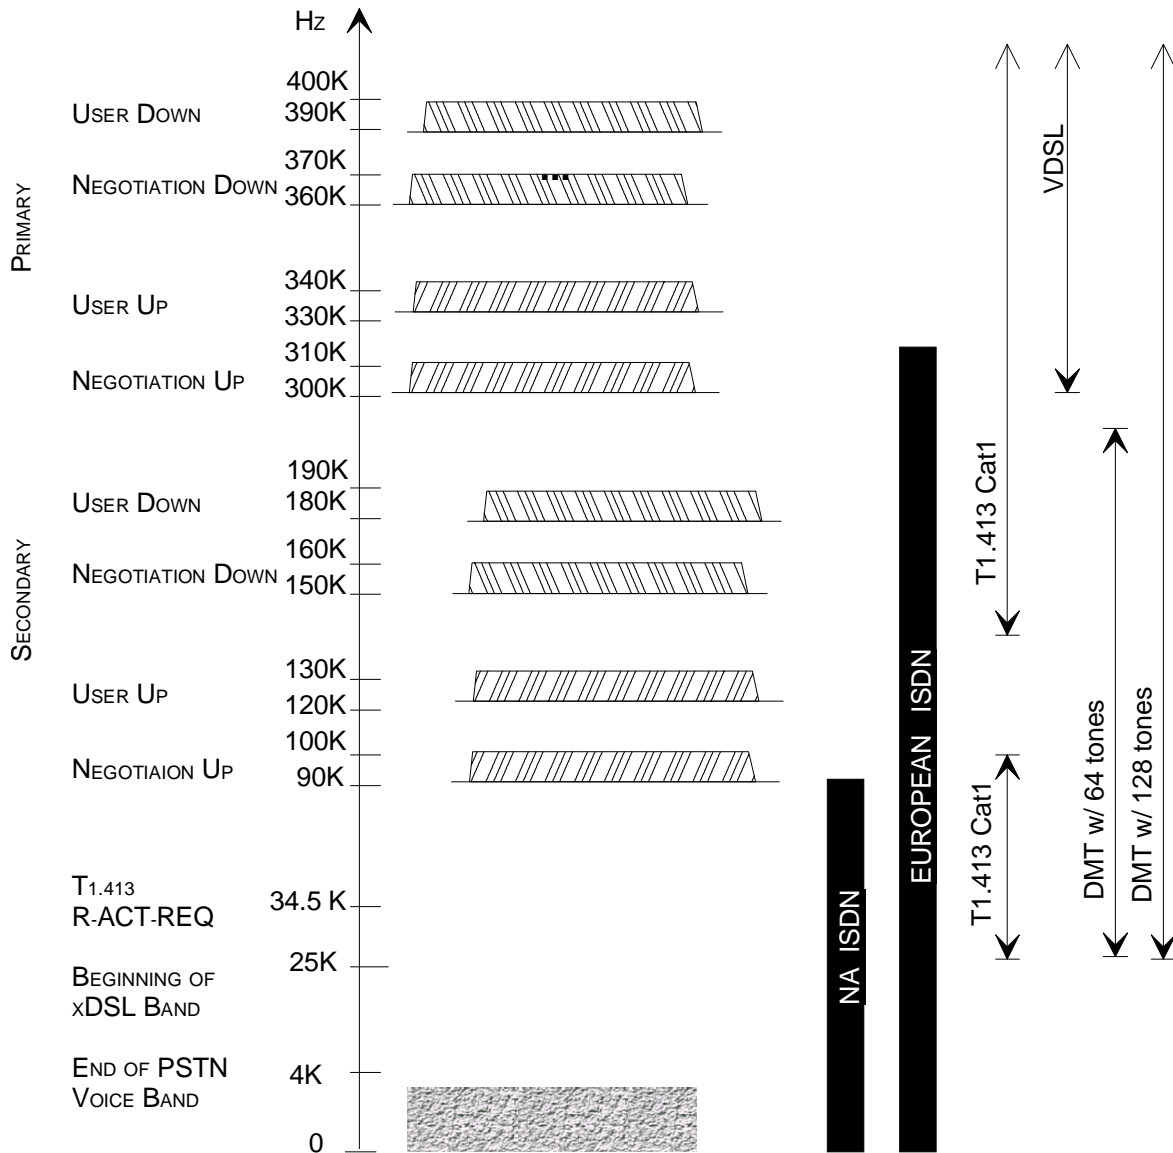 Hz
400K
User Down
390K
370K
Negotiation Down
360K
Primary
340K
User Up
330K
310K
Negotiation Up
300K
190K
User Down
180K
160K
Negotiation Down
150K
Secondary
130K
User Up
120K
100K
Negotiaion Up
90K
T1.413
R-ACT-REQ
34.5 K
25K
Beginning of
xDSL Band
End of PSTN
Voice Band
4K
0
NA ISDN
EUROPEAN ISDN
T1.413 Cat1
T1.413 Cat1
VDSL
DMT w/ 64 tones
DMT w/ 128 tones